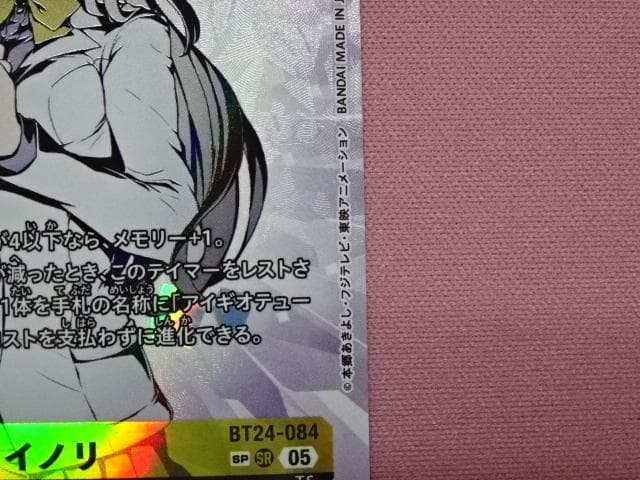 が4以下なら、メモリー+1。
が減ったとき、このテイマーをレストさ
1体を手札の名称に「アイギオテュー
コストを支払わずに進化できる。
イノリ
BT24-084
SP SR 05
© 本郷あきよし・フジテレビ・東映アニメーション
BANDAI MADE IN J